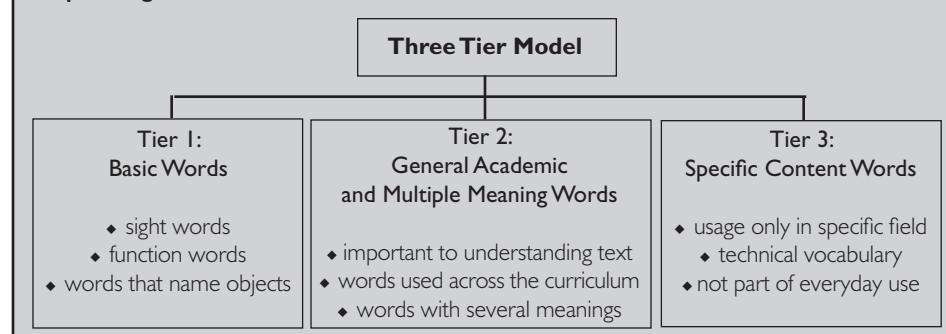 Three Tier Model
Tier 1:
Basic Words
◆ sight words
◆ function words
◆ words that name objects
Tier 2:
General Academic
and Multiple Meaning Words
◆ important to understanding text
◆ words used across the curriculum
◆ words with several meanings
Tier 3:
Specific Content Words
◆ usage only in specific field
◆ technical vocabulary
◆ not part of everyday use